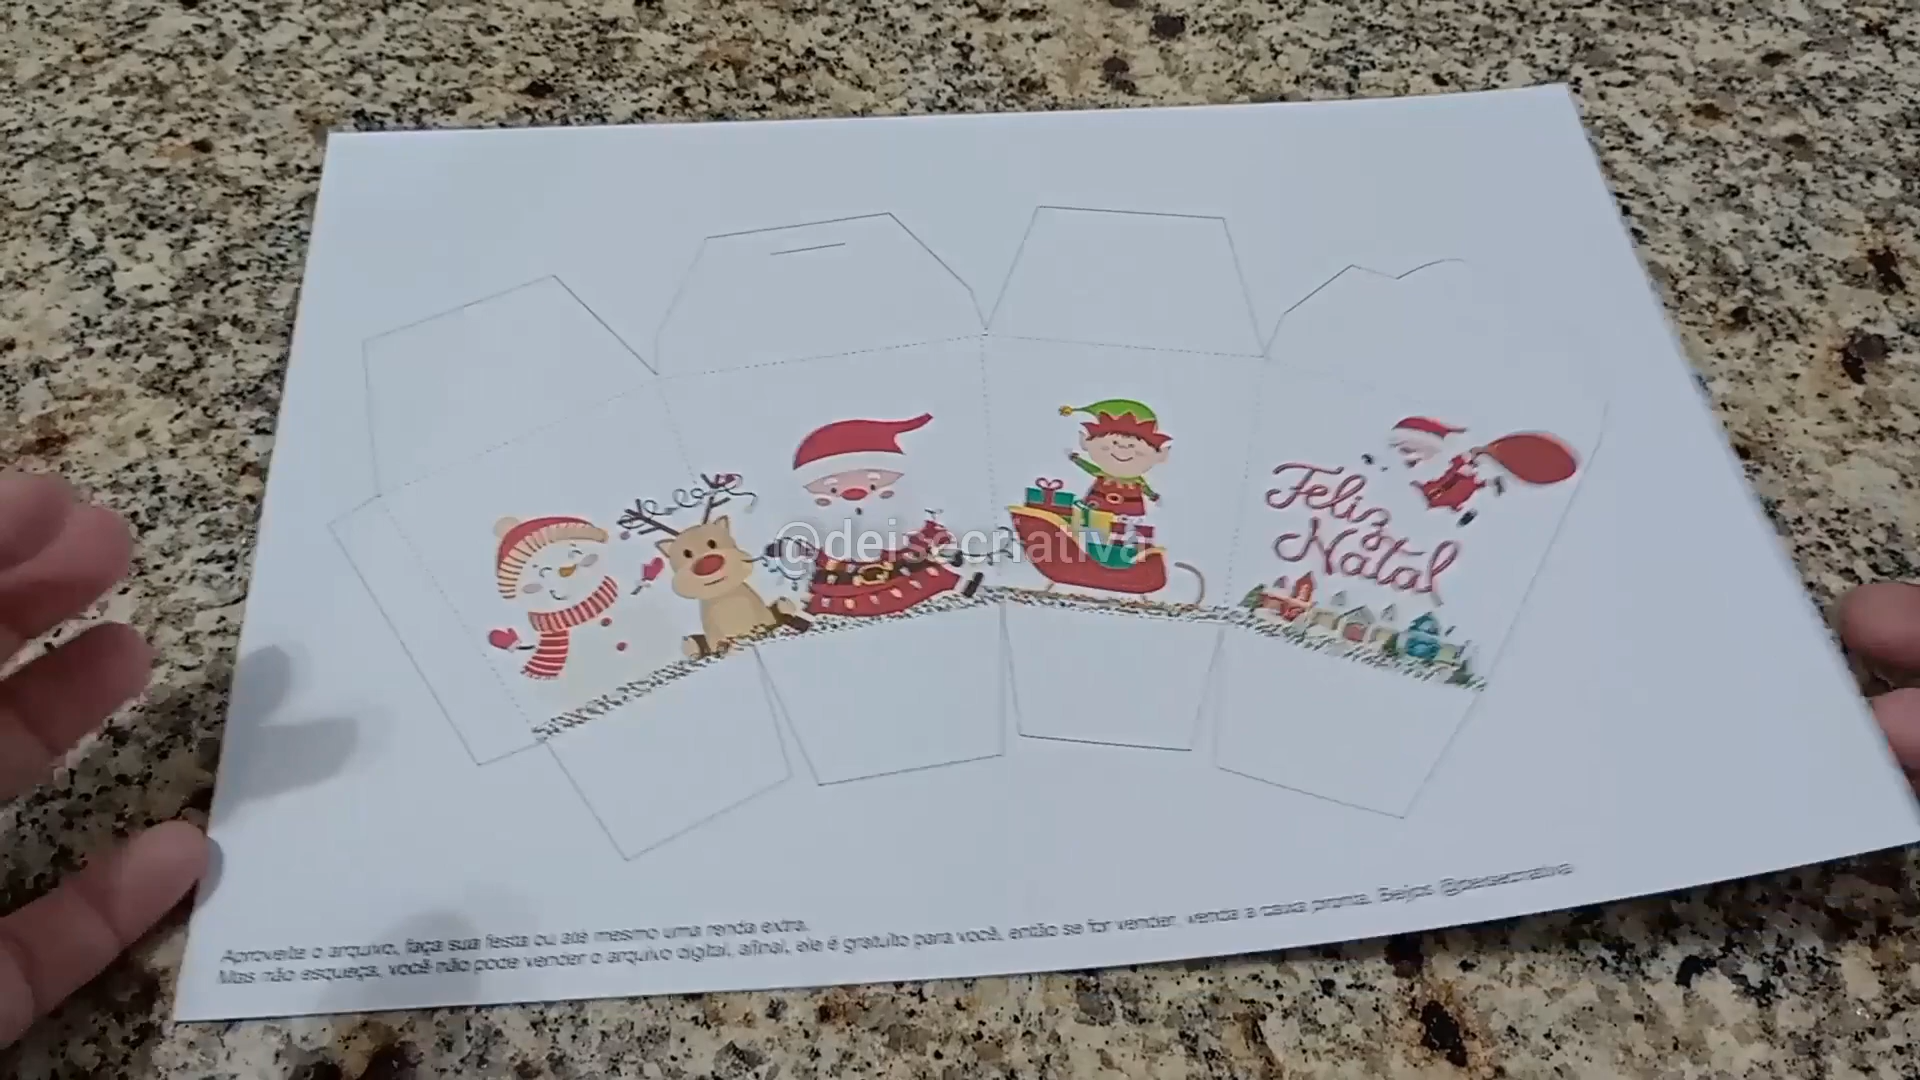 @deisecriativa
Feliz
Natal
Aproveite o arquivo, faça sua festa ou até mesmo uma renda extra.
Mas não esqueça, você não pode vender o arquivo digital, afinal, ele é gratuito para você, então se for vender, venda a caixa pronta. Beijos @deisecriativa